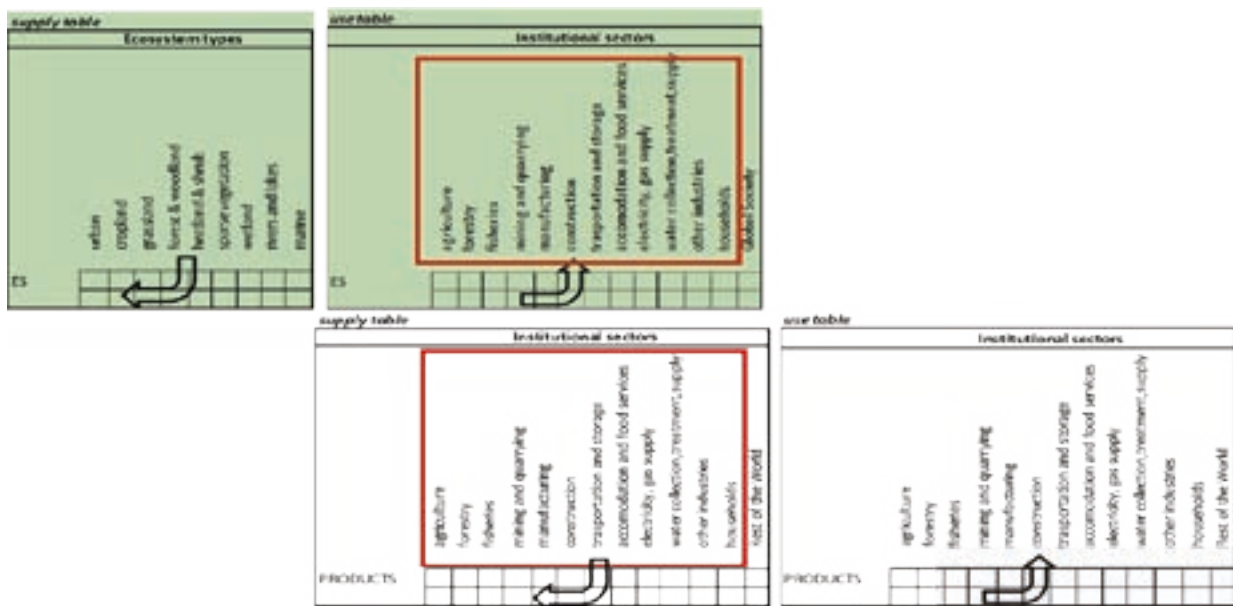 supply table
Ecosystem types
urban
cropland
grassland
forest & woodland
heathland & shrub
sparse vegetation
wetland
rivers and lakes
marine
ES
use table
Institutional sectors
agriculture
forestry
fisheries
mining and quarrying
manufacturing
construction
trasportation and storage
accomodation and food services
electricity, gas supply
water collection,treatment,supply
other industries
households
Global Society
supply table
Institutional sectors
agriculture
forestry
fisheries
mining and quarrying
manufacturing
construction
trasportation and storage
accomodation and food services
electricity, gas supply
water collection,treatment,supply
other industries
households
Rest of the World
PRODUCTS
use table
Institutional sectors
agriculture
forestry
fisheries
mining and quarrying
manufacturing
construction
trasportation and storage
accomodation and food services
electricity, gas supply
water collection,treatment,supply
other industries
households
Rest of the World
PRODUCTS